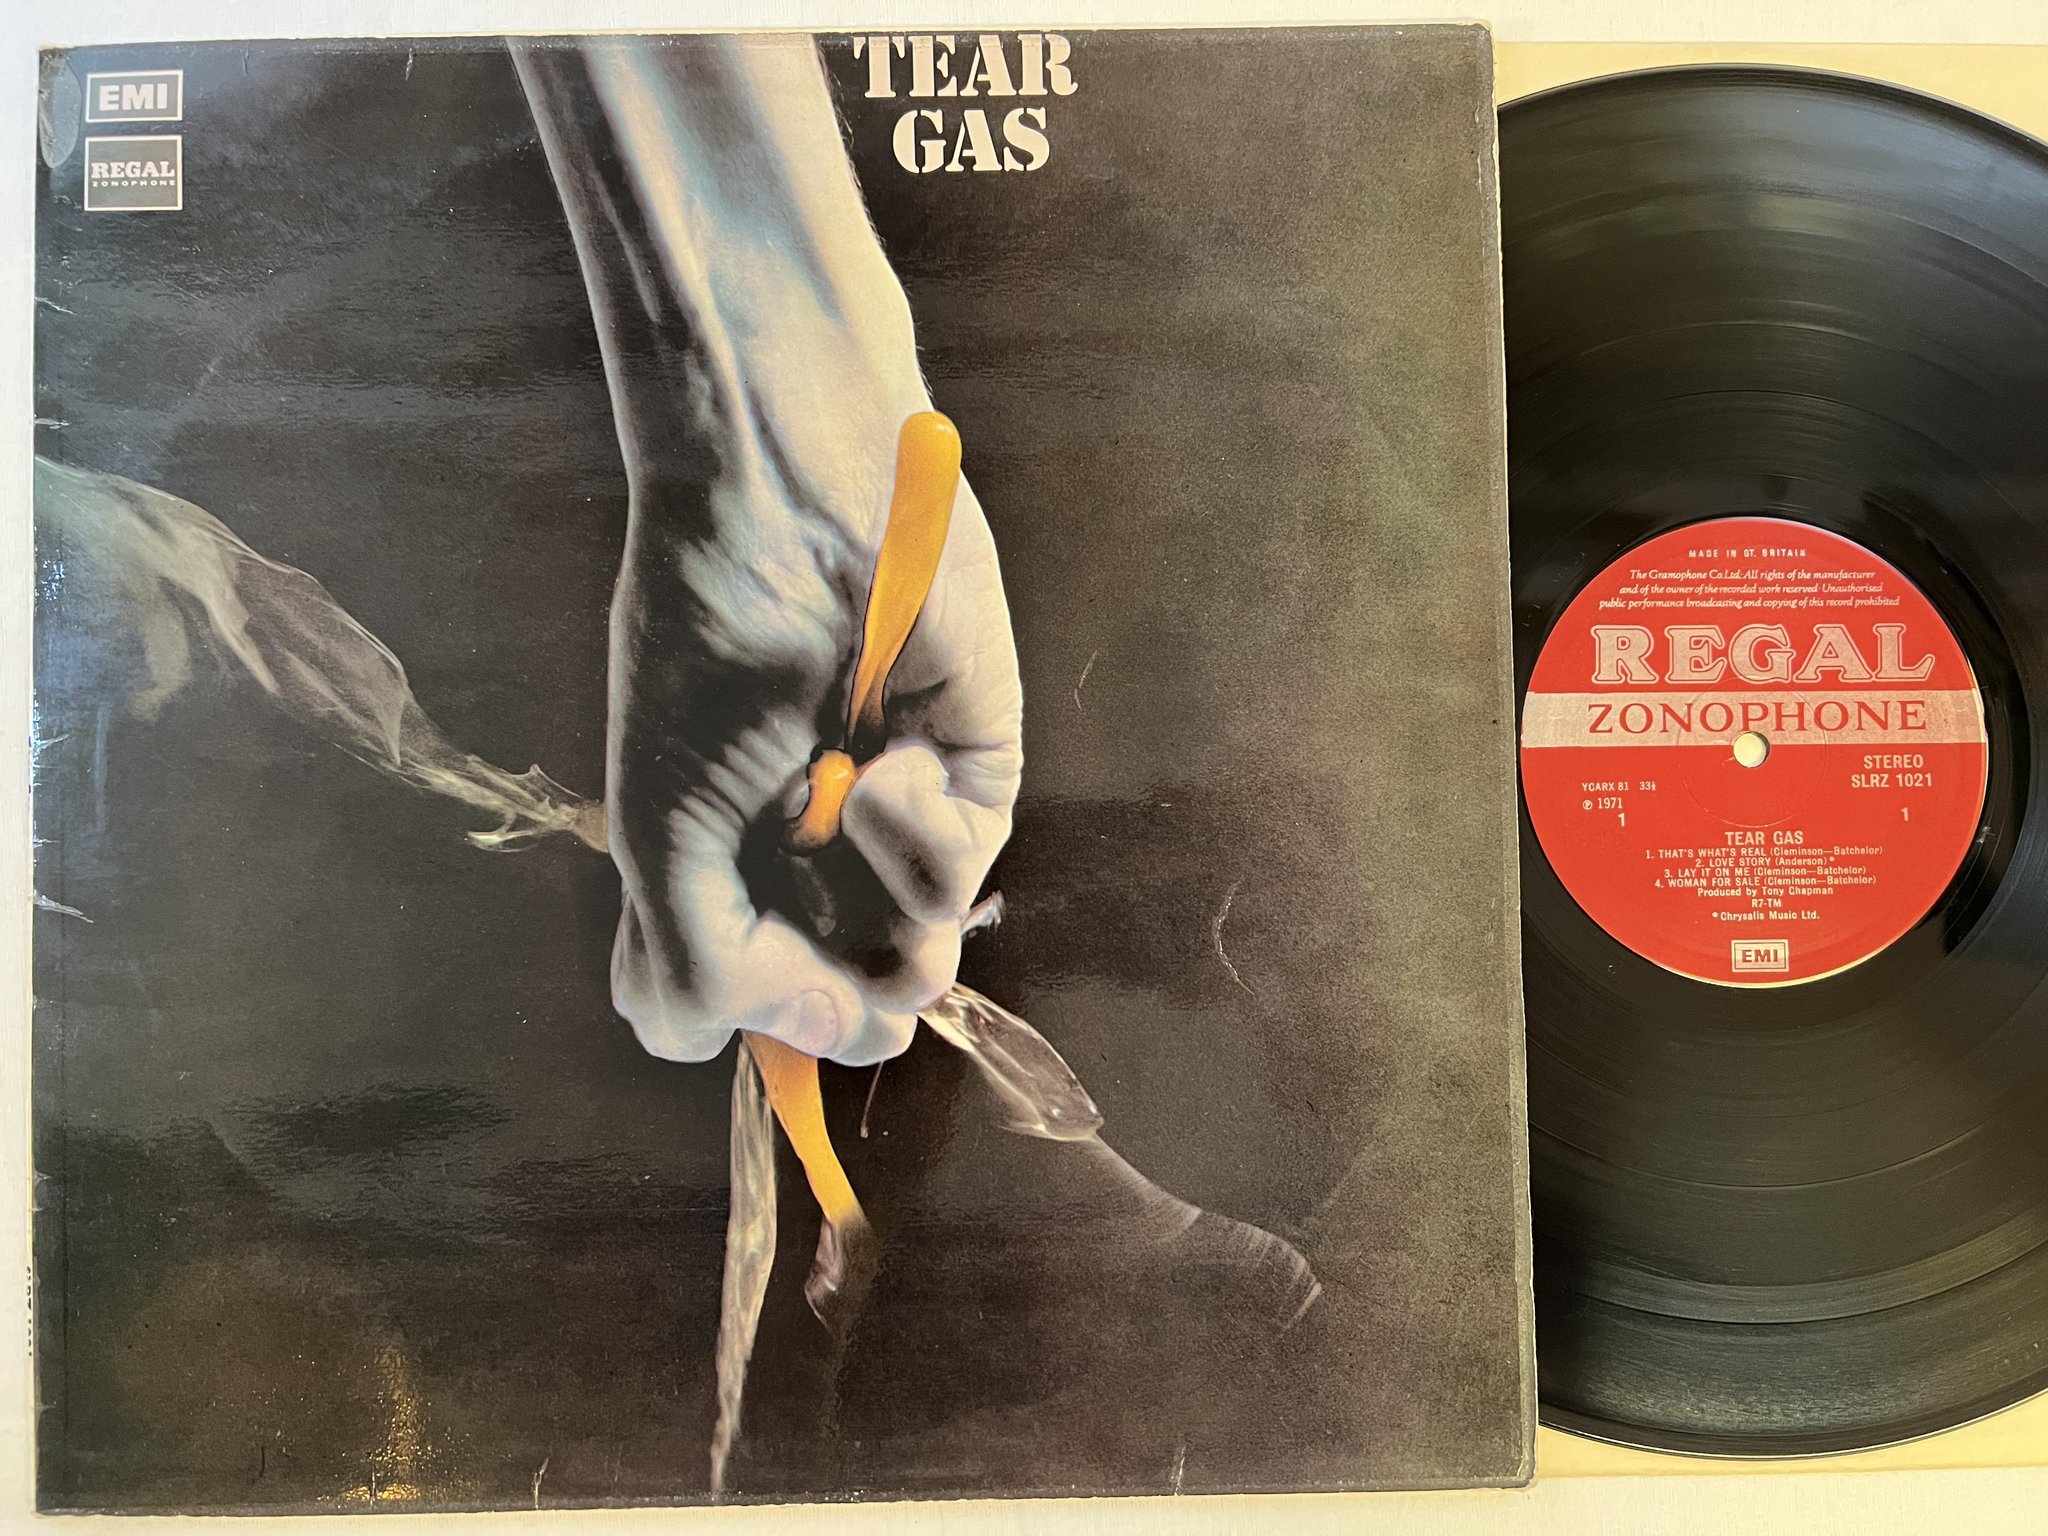 TEAR
GAS
EMI
REGAL
ZONOPHONE
MADE IN GT. BRITAIN
The Gramophone Co.Ltd. All rights of the manufacturer
and of the owner of the recorded work reserved·Unauthorised
public performance broadcasting and copying of this record prohibited
REGAL
ZONOPHONE
STEREO
SLRZ 1021
YCARX 81 33⅓
℗ 1971
1
1
TEAR GAS
1. THAT'S WHAT'S REAL (Cleminson—Batchelor)
2. LOVE STORY (Anderson)*
3. LAY IT ON ME (Cleminson—Batchelor)
4. WOMAN FOR SALE (Cleminson—Batchelor)
Produced by Tony Chapman
R7-TM
* Chrysalis Music Ltd.
EMI